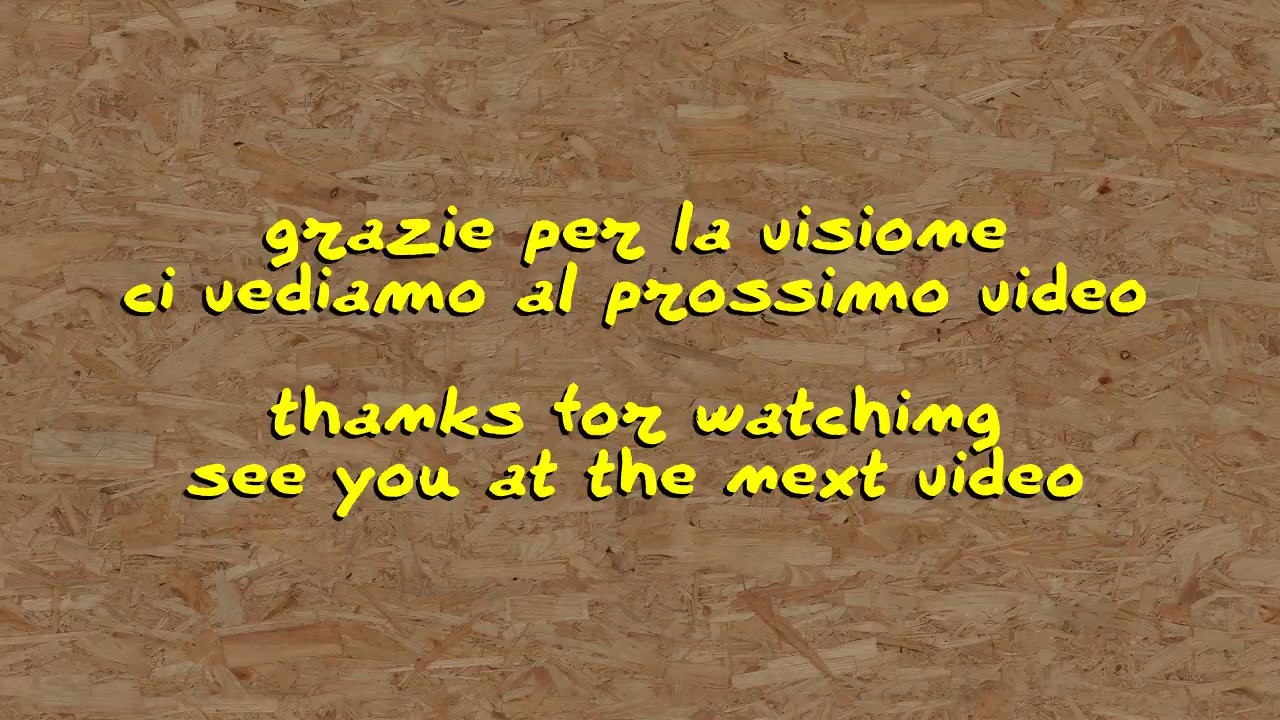 grazie per la visione
ci vediamo al prossimo video
thanks for watching
see you at the next video